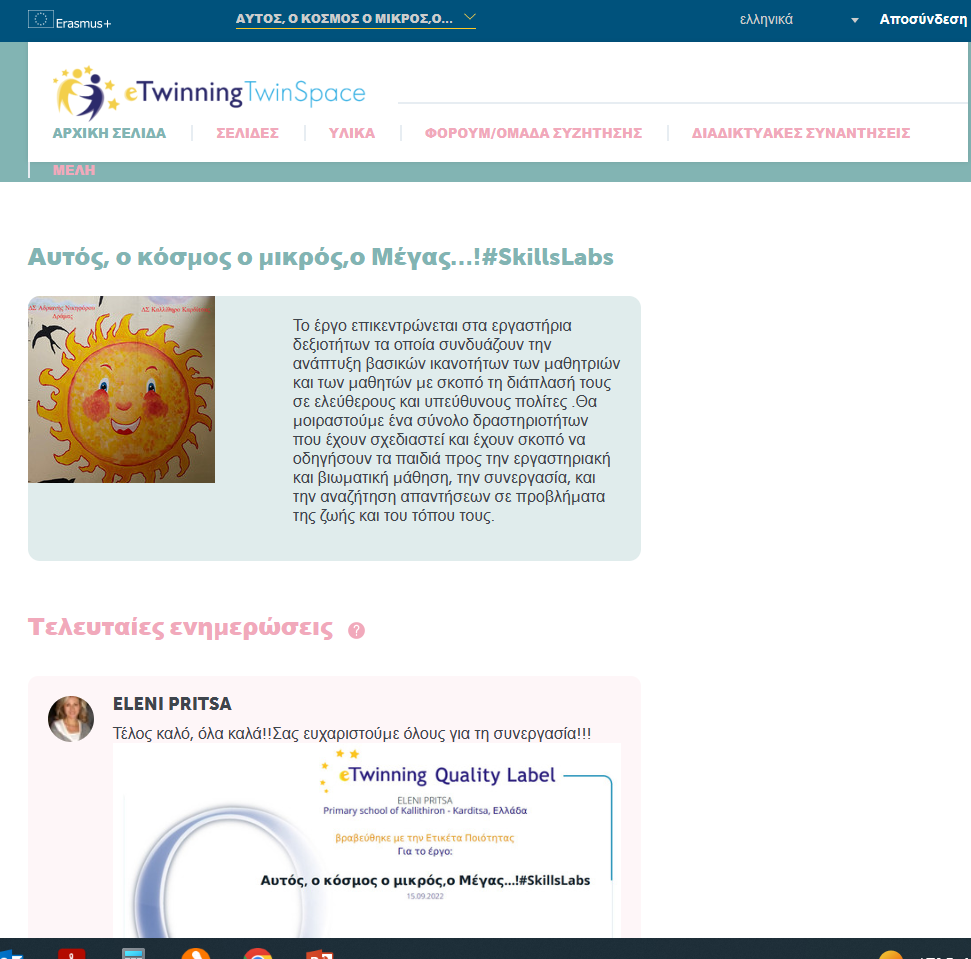 Erasmus+
ΑΥΤΟΣ, Ο ΚΟΣΜΟΣ Ο ΜΙΚΡΟΣ,Ο...
ελληνικά
Αποσύνδεση
eTwinningTwinSpace
ΑΡΧΙΚΗ ΣΕΛΙΔΑ
ΣΕΛΙΔΕΣ
ΥΛΙΚΑ
ΦΟΡΟΥΜ/ΟΜΑΔΑ ΣΥΖΗΤΗΣΗΣ
ΔΙΑΔΙΚΤΥΑΚΕΣ ΣΥΝΑΝΤΗΣΕΙΣ
ΜΕΛΗ
Αυτός, ο κόσμος ο μικρός,ο Μέγας...!#SkillsLabs
ΔΣ Αδριανής Νικηφόρου
Δράμας
ΔΣ Καλλίθηρο Καρδίτσα
Το έργο επικεντρώνεται στα εργαστήρια
δεξιοτήτων τα οποία συνδυάζουν την
ανάπτυξη βασικών ικανοτήτων των μαθητριών
και των μαθητών με σκοπό τη διάπλασή τους
σε ελεύθερους και υπεύθυνους πολίτες .Θα
μοιραστούμε ένα σύνολο δραστηριοτήτων
που έχουν σχεδιαστεί και έχουν σκοπό να
οδηγήσουν τα παιδιά προς την εργαστηριακή
και βιωματική μάθηση, την συνεργασία, και
την αναζήτηση απαντήσεων σε προβλήματα
της ζωής και του τόπου τους.
Τελευταίες ενημερώσεις ?
ELENI PRITSA
Τέλος καλό, όλα καλά!!Σας ευχαριστούμε όλους για τη συνεργασία!!!
eTwinning Quality Label
ELENI PRITSA
Primary school of Kallithiron - Karditsa, Ελλάδα
βραβεύθηκε με την Ετικέτα Ποιότητας
Για το έργο:
Αυτός, ο κόσμος ο μικρός,ο Μέγας...!#SkillsLabs
15.09.2022